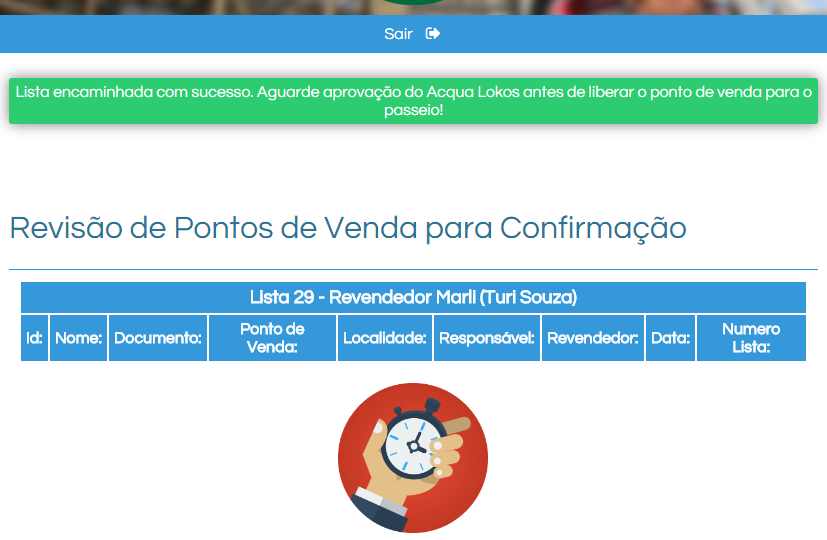 Sair
Lista encaminhada com sucesso. Aguarde aprovação do Acqua Lokos antes de liberar o ponto de venda para o
passeio!
Revisão de Pontos de Venda para Confirmação
Lista 29 - Revendedor Marli (Turi Souza)
Id: Nome: Documento: Ponto de Venda: Localidade: Responsável: Revendedor: Data: Numero Lista: